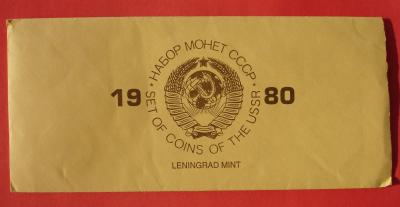 · НАБОР МОНЕТ СССР ·
19 80
SET OF COINS OF THE USSR
LENINGRAD MINT